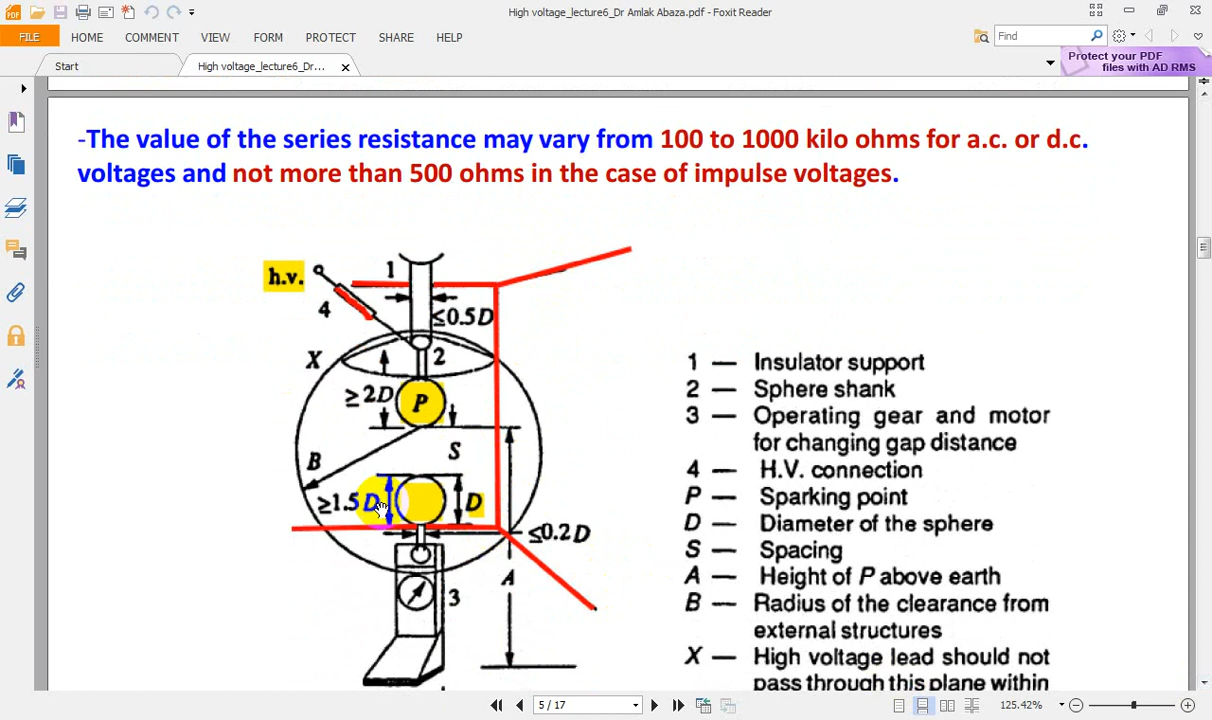 High voltage_lecture6_Dr Amlak Abaza.pdf - Foxit Reader
FILE HOME COMMENT VIEW FORM PROTECT SHARE HELP
Find
Start
High voltage_lecture6_Dr...
Protect your PDF
files with AD RMS
-The value of the series resistance may vary from 100 to 1000 kilo ohms for a.c. or d.c.
voltages and not more than 500 ohms in the case of impulse voltages.
h.v.
1
4
≤0.5D
X
2
≥2D
P
S
B
≥1.5D
D
≤0.2D
A
3
1 — Insulator support
2 — Sphere shank
3 — Operating gear and motor
for changing gap distance
4 — H.V. connection
P — Sparking point
D — Diameter of the sphere
S — Spacing
A — Height of P above earth
B — Radius of the clearance from
external structures
X — High voltage lead should not
pass through this plane within
5 / 17
125.42%